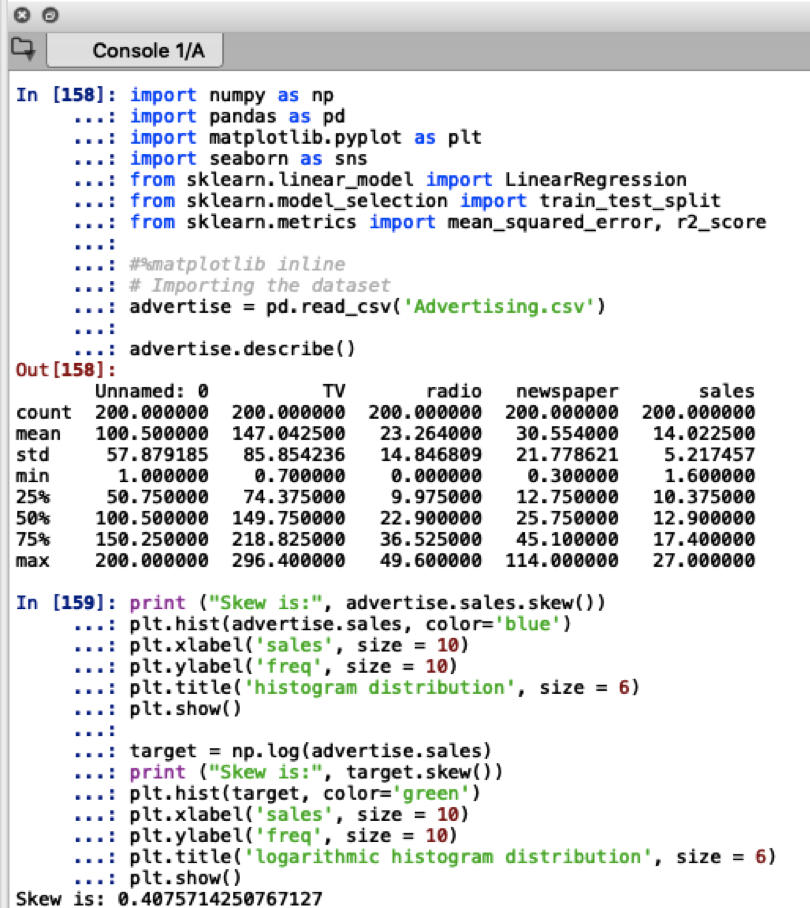 Console 1/A
In [158]: import numpy as np
...: import pandas as pd
...: import matplotlib.pyplot as plt
...: import seaborn as sns
...: from sklearn.linear_model import LinearRegression
...: from sklearn.model_selection import train_test_split
...: from sklearn.metrics import mean_squared_error, r2_score
...:
...: #%matplotlib inline
...: # Importing the dataset
...: advertise = pd.read_csv('Advertising.csv')
...:
...: advertise.describe()
Out[158]:
Unnamed: 0 TV radio newspaper sales
count 200.000000 200.000000 200.000000 200.000000 200.000000
mean 100.500000 147.042500 23.264000 30.554000 14.022500
std 57.879185 85.854236 14.846809 21.778621 5.217457
min 1.000000 0.700000 0.000000 0.300000 1.600000
25% 50.750000 74.375000 9.975000 12.750000 10.375000
50% 100.500000 149.750000 22.900000 25.750000 12.900000
75% 150.250000 218.825000 36.525000 45.100000 17.400000
max 200.000000 296.400000 49.600000 114.000000 27.000000
In [159]: print ("Skew is:", advertise.sales.skew())
...: plt.hist(advertise.sales, color='blue')
...: plt.xlabel('sales', size = 10)
...: plt.ylabel('freq', size = 10)
...: plt.title('histogram distribution', size = 6)
...: plt.show()
...:
...: target = np.log(advertise.sales)
...: print ("Skew is:", target.skew())
...: plt.hist(target, color='green')
...: plt.xlabel('sales', size = 10)
...: plt.ylabel('freq', size = 10)
...: plt.title('logarithmic histogram distribution', size = 6)
...: plt.show()
Skew is: 0.4075714250767127